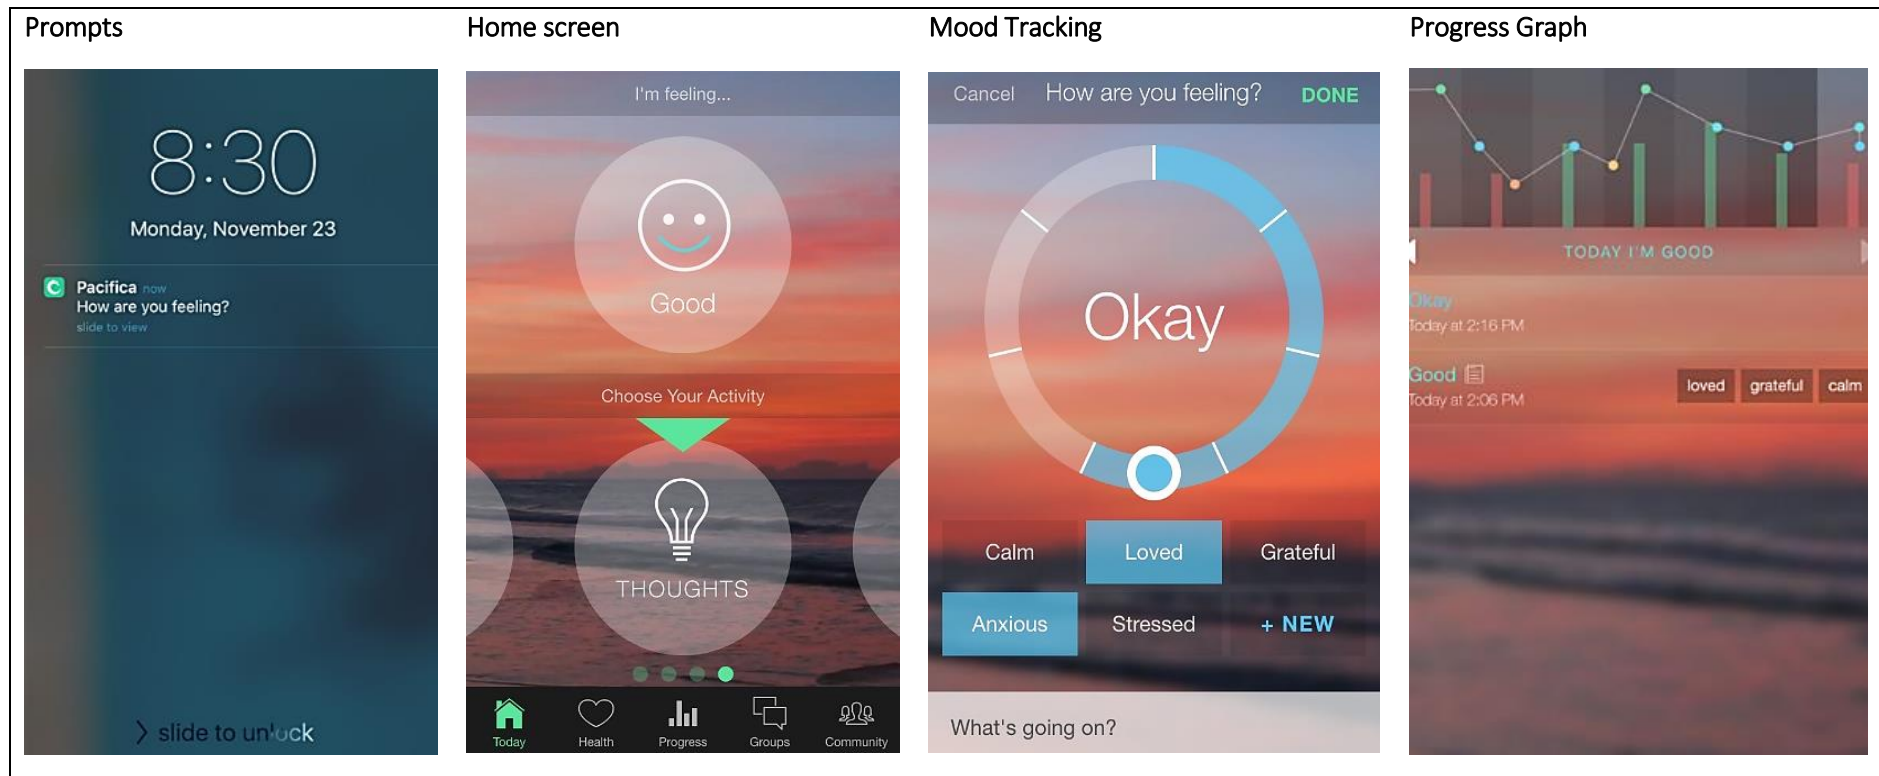 Prompts
8:30
Monday, November 23
Pacifica now
How are you feeling?
slide to view
slide to unlock
Home screen
I'm feeling...
Good
Choose Your Activity
THOUGHTS
Today Health Progress Groups Community
Mood Tracking
Cancel How are you feeling? DONE
Okay
Calm Loved Grateful
Anxious Stressed + NEW
What's going on?
Progress Graph
TODAY I'M GOOD
Okay
Today at 2:16 PM
Good loved grateful calm
Today at 2:06 PM